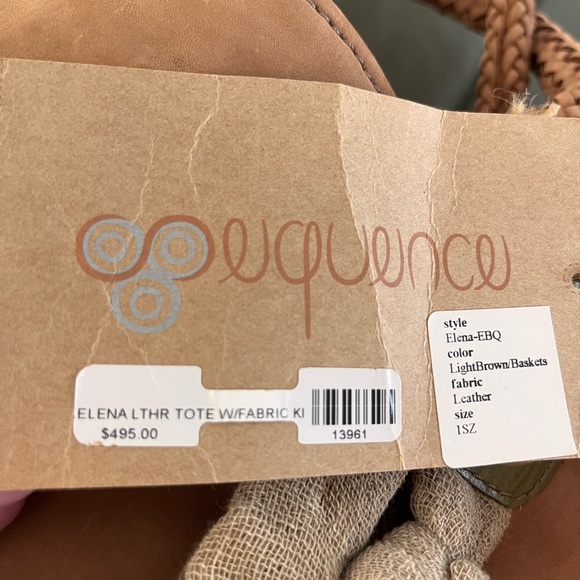 sequence
ELENA LTHR TOTE W/FABRIC KI
$495.00
13961
style
Elena-EBQ
color
LightBrown/Baskets
fabric
Leather
size
1SZ